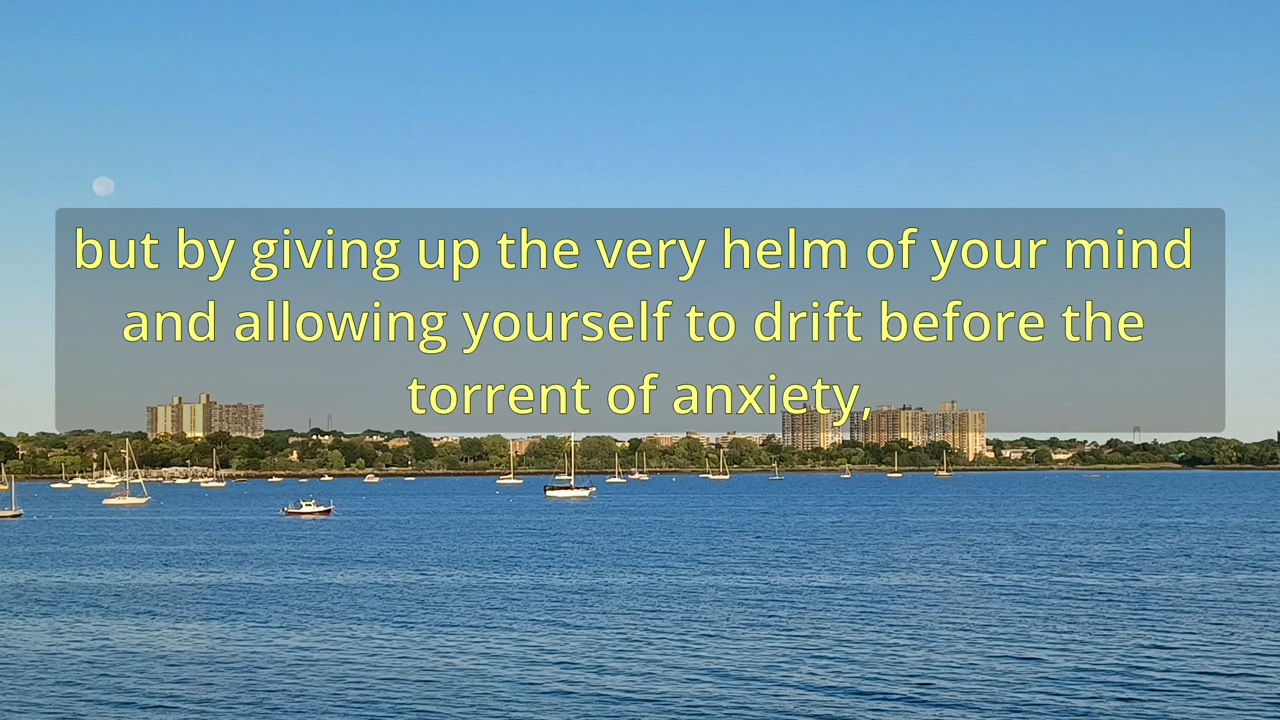 but by giving up the very helm of your mind
and allowing yourself to drift before the
torrent of anxiety,